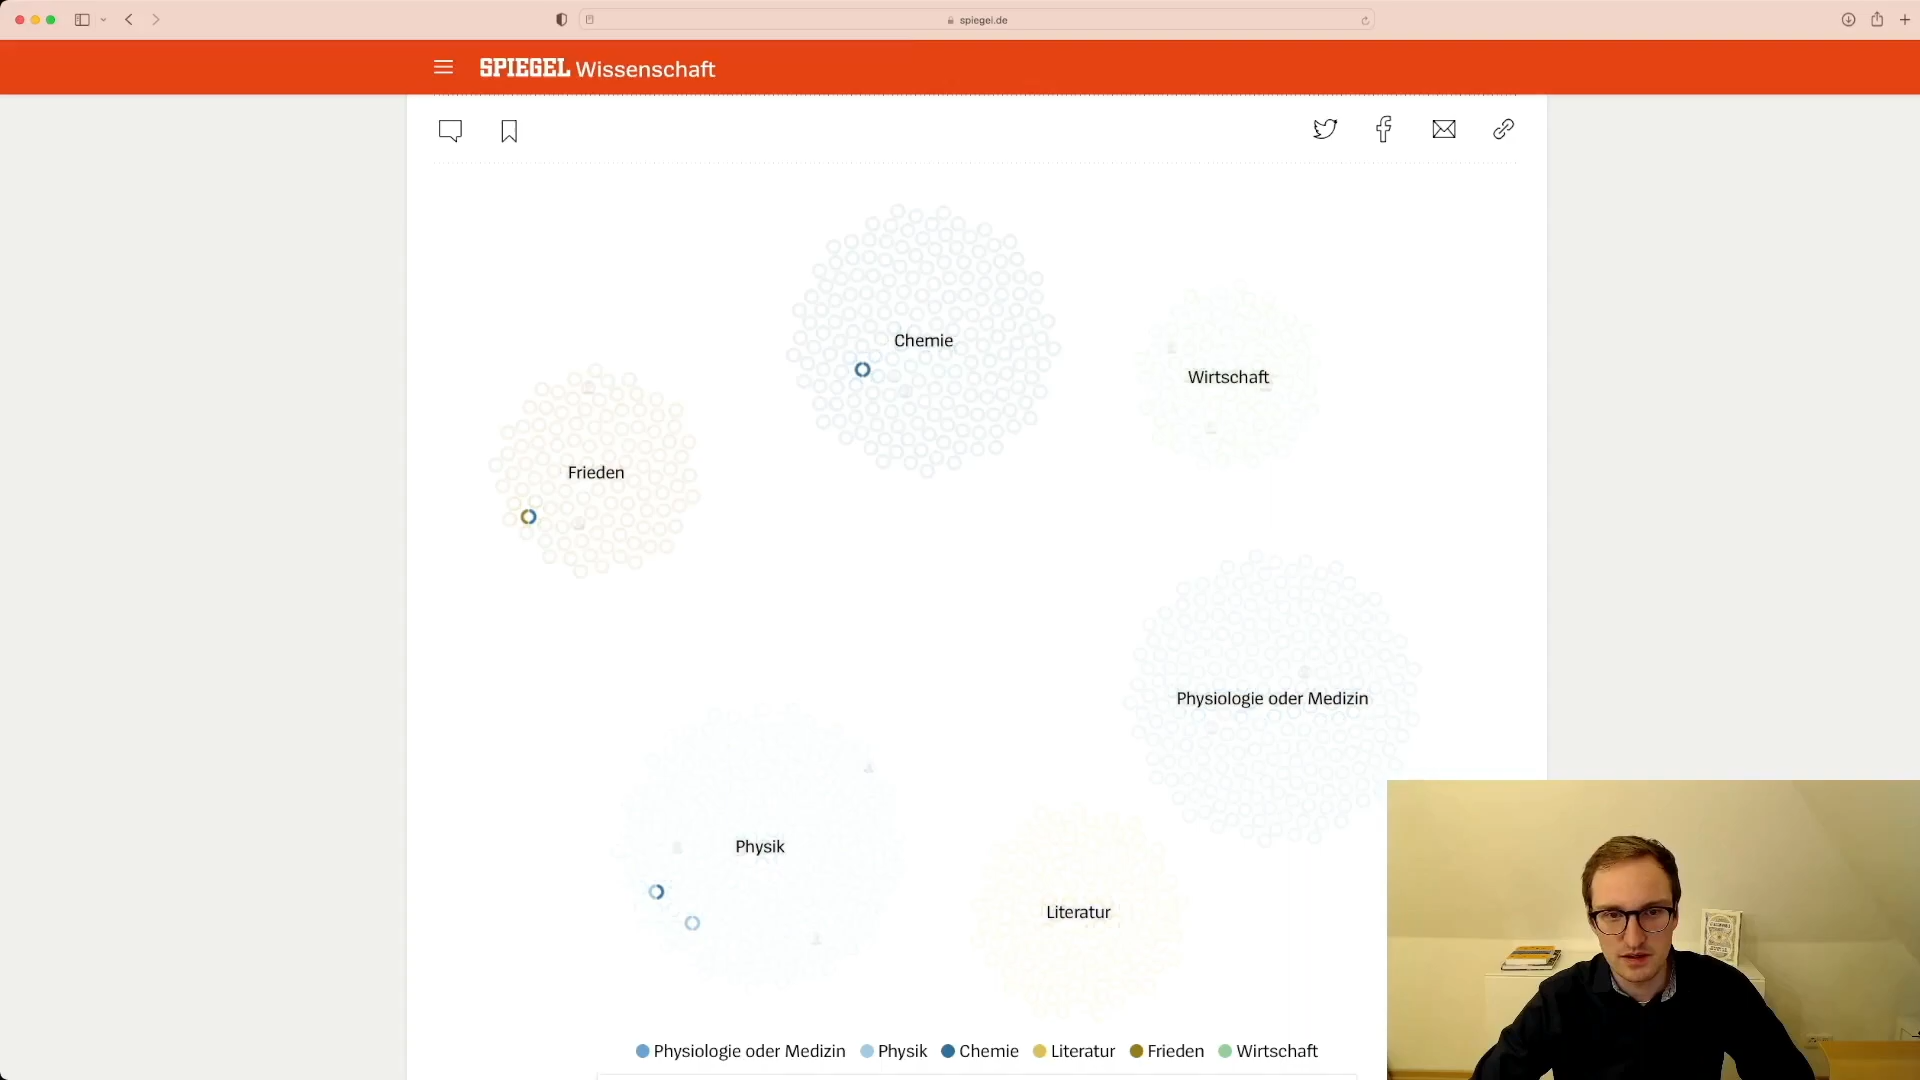 spiegel.de
SPIEGEL Wissenschaft
Chemie
Wirtschaft
Frieden
Physiologie oder Medizin
Physik
Literatur
Physiologie oder Medizin Physik Chemie Literatur Frieden Wirtschaft